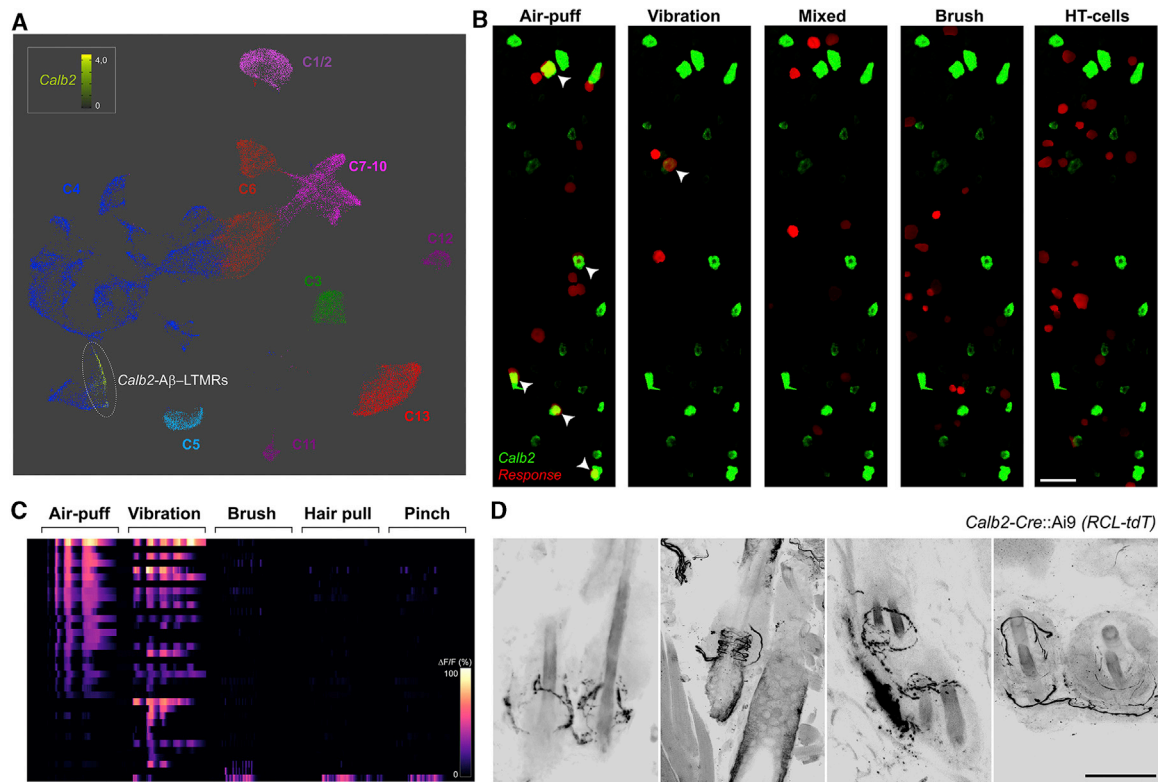 A
Calb2
4,0
0
C1/2
C4
C6
C7-10
C12
C3
Calb2-Aβ–LTMRs
C5
C11
C13
B
Air-puff Vibration Mixed Brush HT-cells
Calb2
Response
C
Air-puff Vibration Brush Hair pull Pinch
ΔF/F (%)
100
0
D
Calb2-Cre::Ai9 (RCL-tdT)